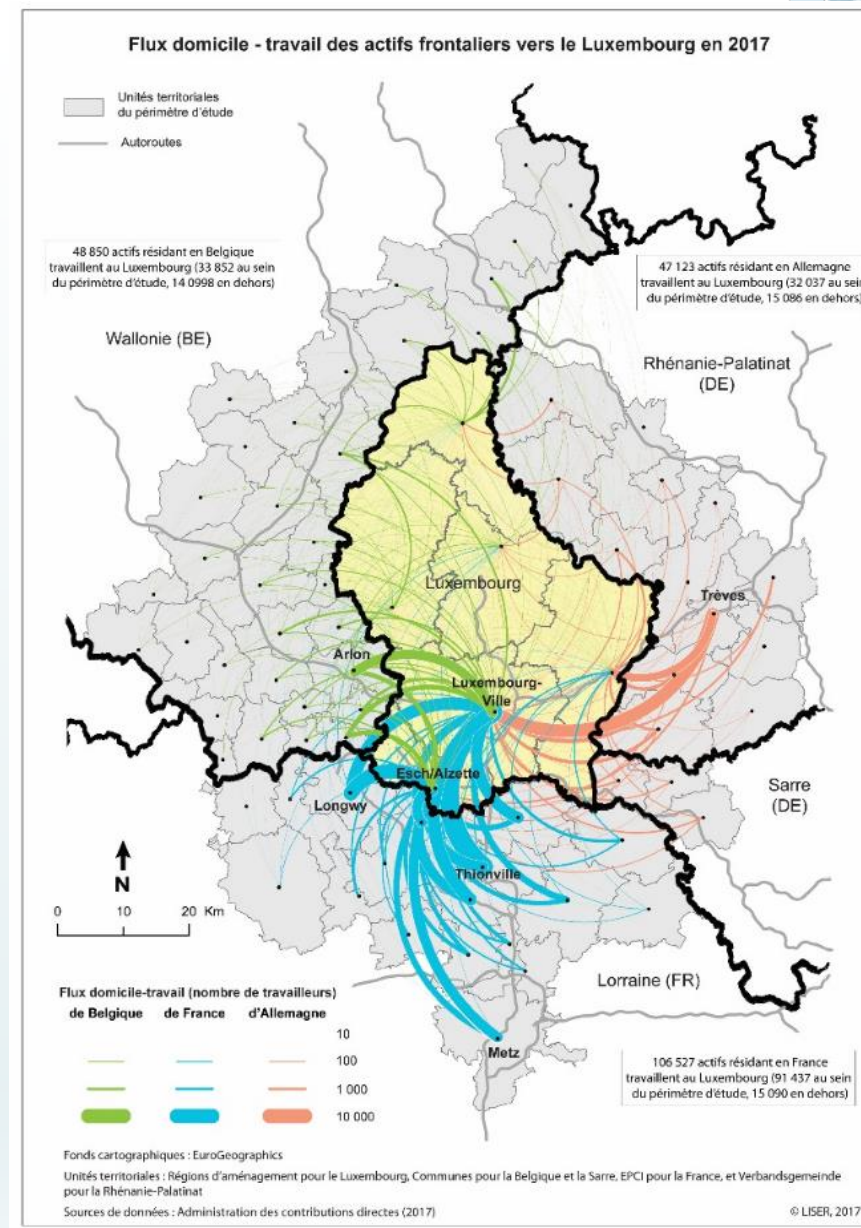 Flux domicile - travail des actifs frontaliers vers le Luxembourg en 2017
Unités territoriales
du périmètre d'étude
Autoroutes
48 850 actifs résidant en Belgique
travaillent au Luxembourg (33 852 au sein
du périmètre d'étude, 14 0998 en dehors)
47 123 actifs résidant en Allemagne
travaillent au Luxembourg (32 037 au sein
du périmètre d'étude, 15 086 en dehors)
Wallonie (BE)
Rhénanie-Palatinat
(DE)
Luxembourg
Trèves
Arlon
Luxembourg-
Ville
Esch/Alzette
Longwy
Sarre
(DE)
Thionville
N
0 10 20 Km
Lorraine (FR)
Flux domicile-travail (nombre de travailleurs)
de Belgique de France d'Allemagne
10
100
1 000
10 000
Metz
106 527 actifs résidant en France
travaillent au Luxembourg (91 437 au sein
du périmètre d'étude, 15 090 en dehors)
Fonds cartographiques : EuroGeographics
Unités territoriales : Régions d'aménagement pour le Luxembourg, Communes pour la Belgique et la Sarre, EPCI pour la France, et Verbandsgemeinde
pour la Rhénanie-Palatinat
Sources de données : Administration des contributions directes (2017)
© LISER, 2017